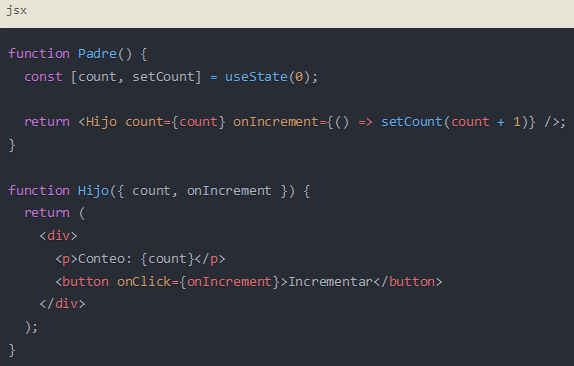 jsx
function Padre() {
  const [count, setCount] = useState(0);
  return <Hijo count={count} onIncrement={() => setCount(count + 1)} />;
}
function Hijo({ count, onIncrement }) {
  return (
    <div>
      <p>Conteo: {count}</p>
      <button onClick={onIncrement}>Incrementar</button>
    </div>
  );
}